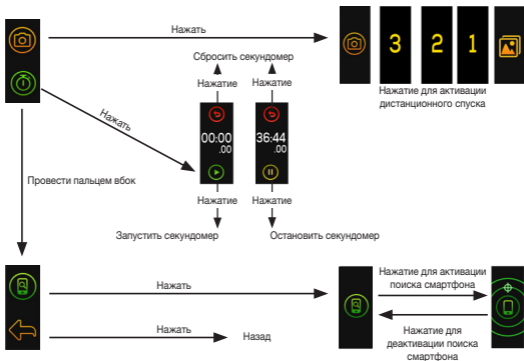 Нажать
3 2 1
Нажатие для активации
дистанционного спуска
Сбросить секундомер
Нажатие Нажатие
Нажать
00:00
.00
36:44
.00
Нажатие Нажатие
Запустить секундомер Остановить секундомер
Провести пальцем вбок
Нажать
Нажать Назад
Нажатие для активации
поиска смартфона
Нажатие для
деактивации поиска
смартфона